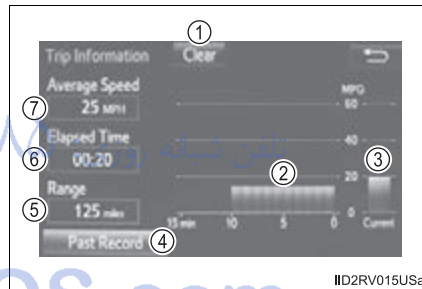 ①
Trip Information
Clear
Average Speed
MPG
⑦
25 MPH
60
Elapsed Time
40
⑥
00:20
②
③
Range
20
⑤
125 miles
15 min
10
5
0
0
Current
Past Record
④
IID2RV015USa